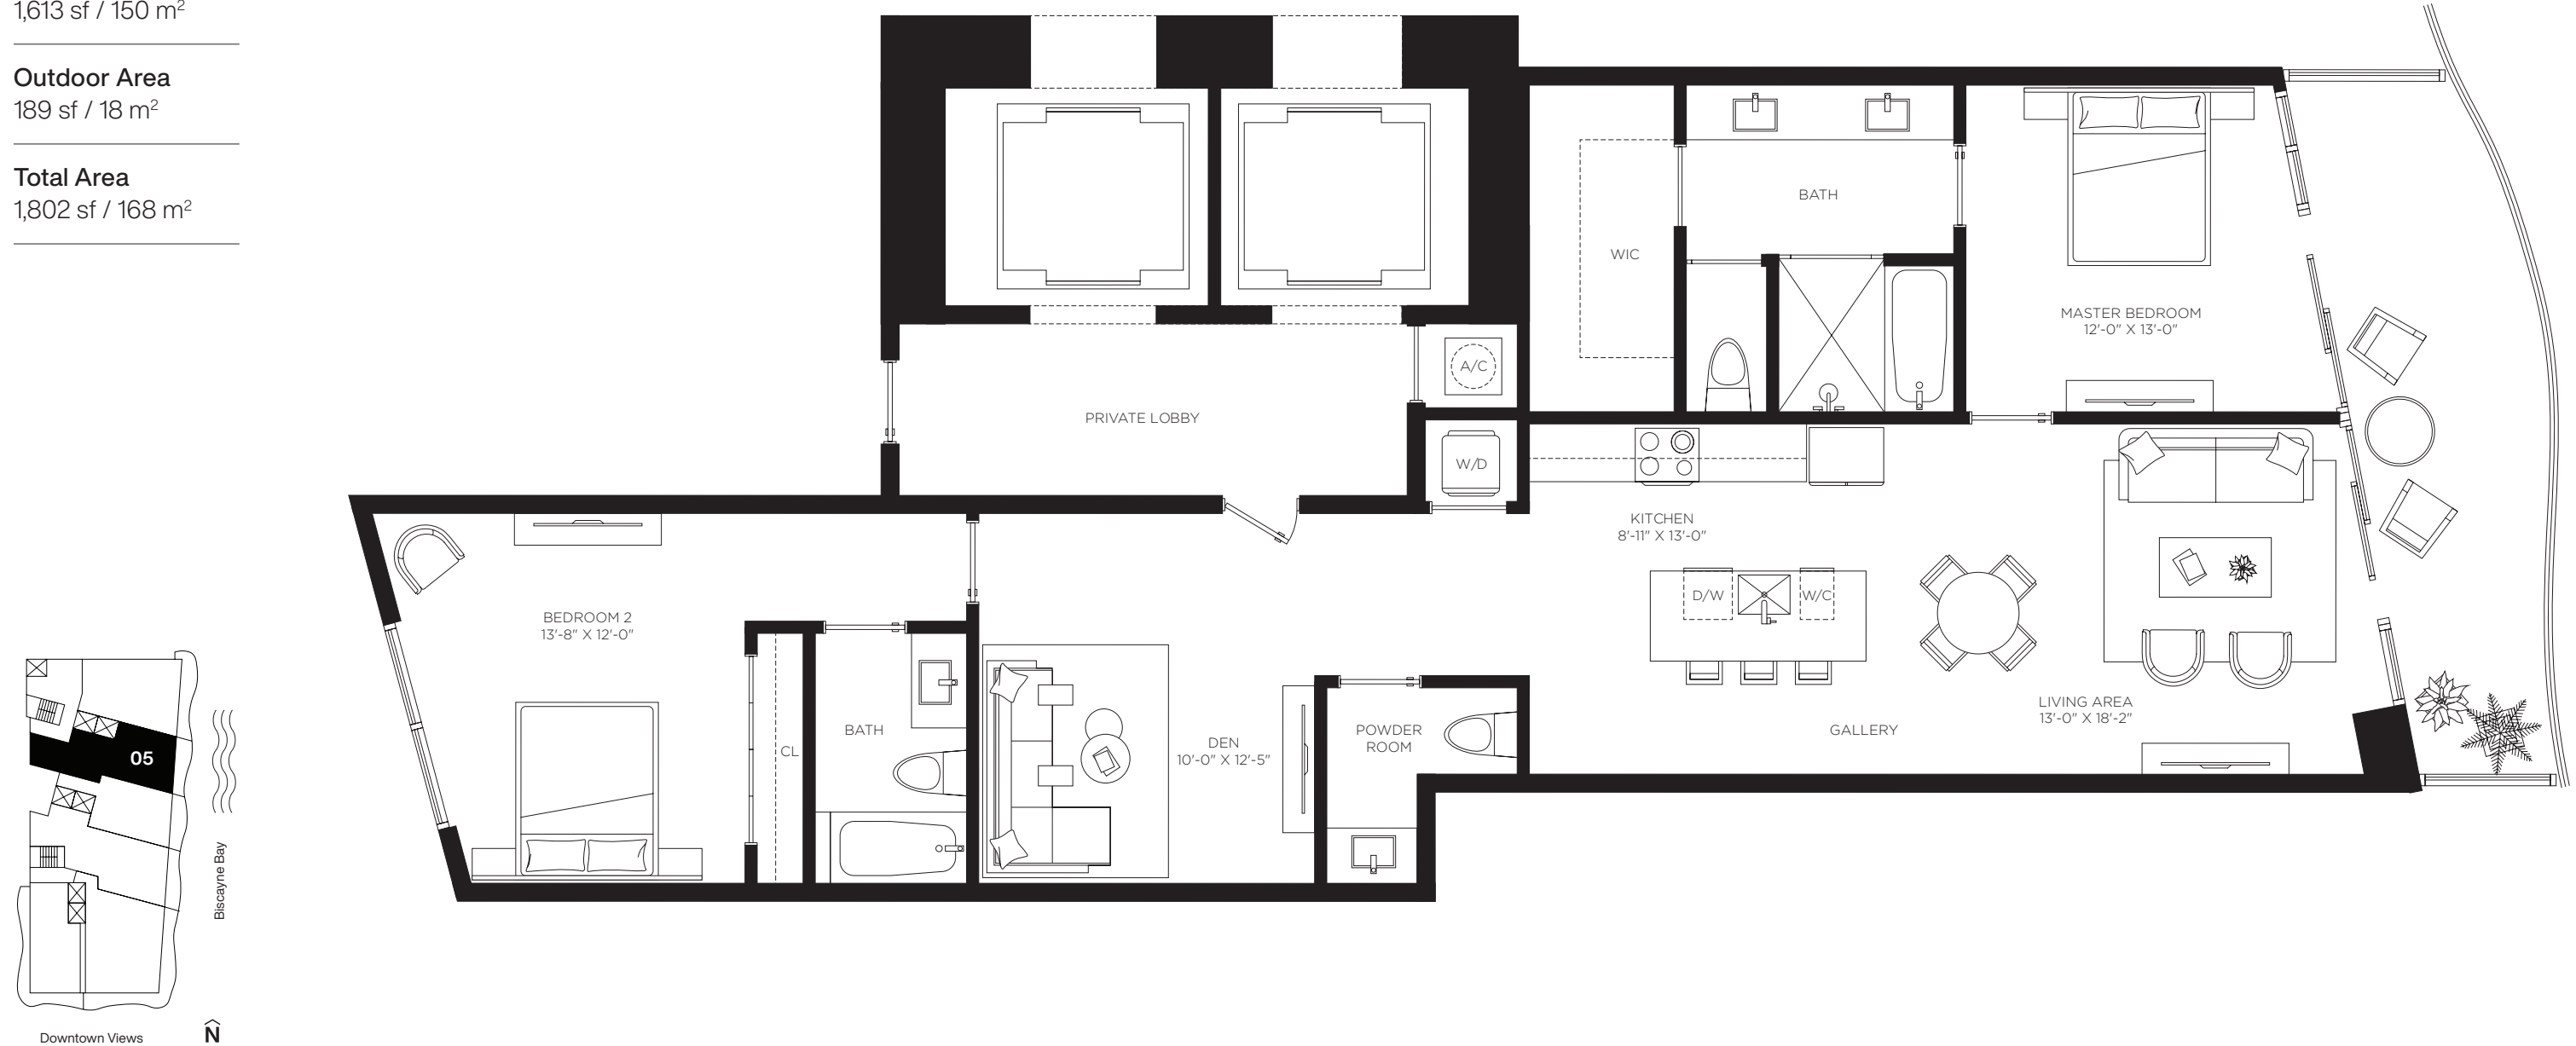 1,613 sf / 150 m²
Outdoor Area
189 sf / 18 m²
Total Area
1,802 sf / 168 m²
BATH
WIC
MASTER BEDROOM
12'-0" X 13'-0"
A/C
PRIVATE LOBBY
W/D
KITCHEN
8'-11" X 13'-0"
D/W
W/C
BEDROOM 2
13'-8" X 12'-0"
LIVING AREA
13'-0" X 18'-2"
GALLERY
POWDER
ROOM
BATH
CL
DEN
10'-0" X 12'-5"
05
Biscayne Bay
Downtown Views
N